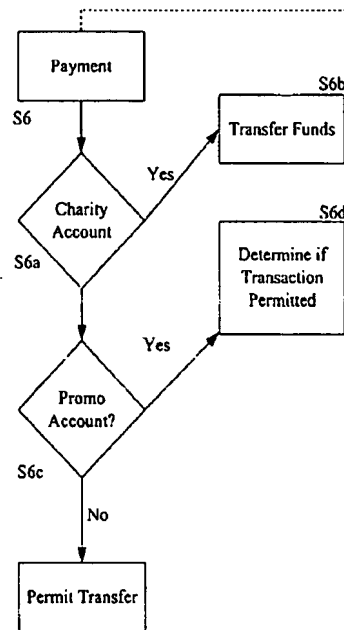 Payment
S6
S6b
Transfer Funds
Yes
Charity
Account
S6a
S6d
Determine if
Transaction
Permitted
Yes
Promo
Account?
S6c
No
Permit Transfer